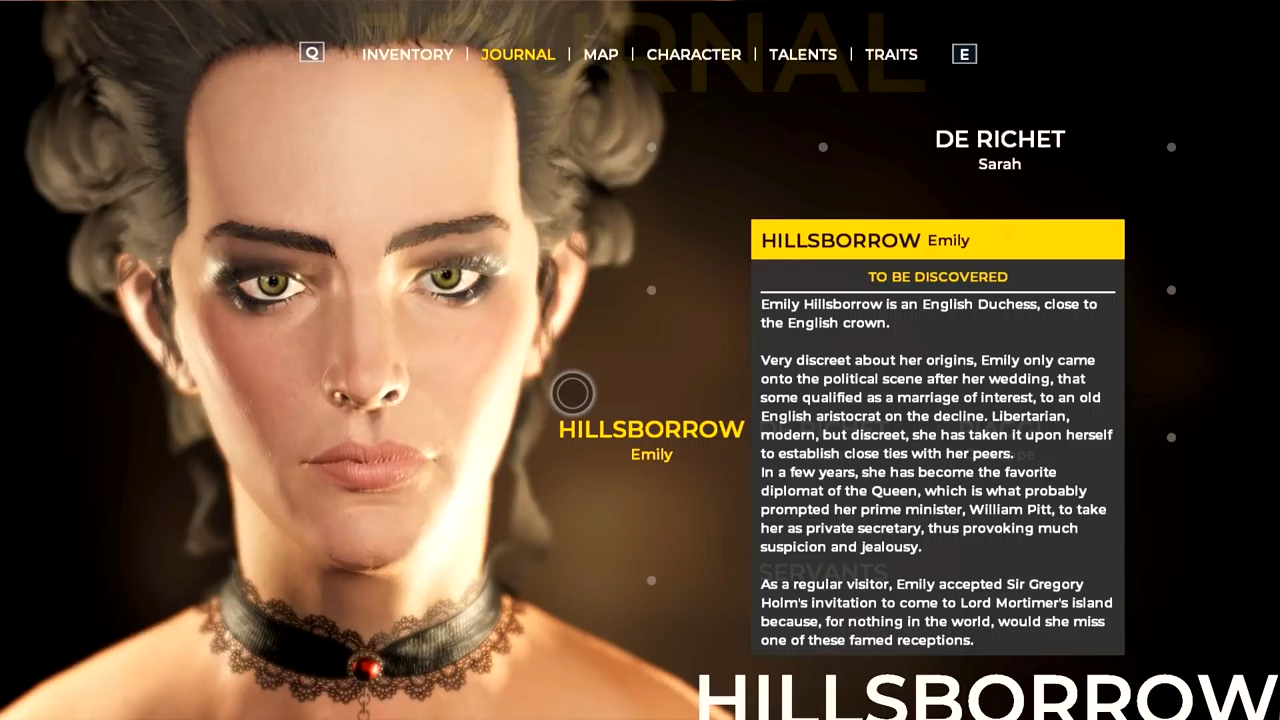 JOURNAL
Q INVENTORY | JOURNAL | MAP | CHARACTER | TALENTS | TRAITS E
DE RICHET
Sarah
HILLSBORROW
Emily
HILLSBORROW Emily
TO BE DISCOVERED
Emily Hillsborrow is an English Duchess, close to
the English crown.
Very discreet about her origins, Emily only came
onto the political scene after her wedding, that
some qualified as a marriage of interest, to an old
English aristocrat on the decline. Libertarian,
modern, but discreet, she has taken it upon herself
to establish close ties with her peers.
In a few years, she has become the favorite
diplomat of the Queen, which is what probably
prompted her prime minister, William Pitt, to take
her as private secretary, thus provoking much
suspicion and jealousy.
SERVANTS
As a regular visitor, Emily accepted Sir Gregory
Holm's invitation to come to Lord Mortimer's island
because, for nothing in the world, would she miss
one of these famed receptions.
HILLSBORROW